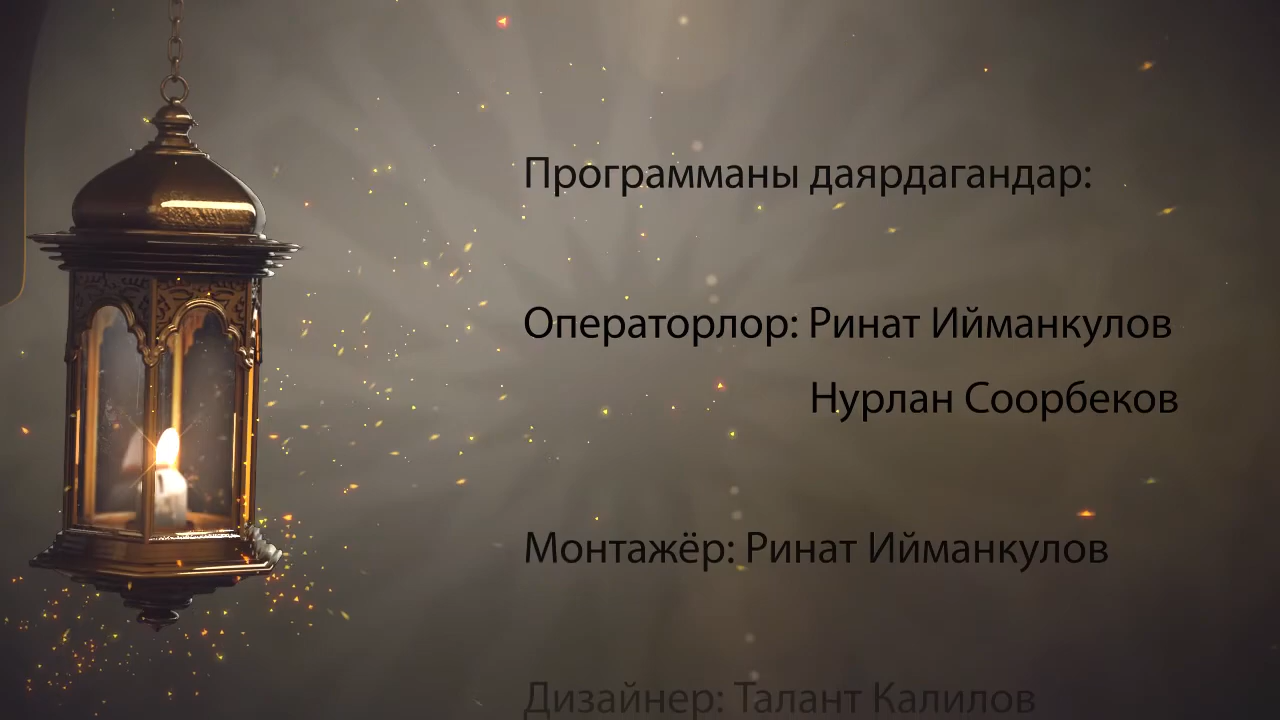 Программаны даярдагандар:
Операторлор: Ринат Ийманкулов
Нурлан Соорбеков
Монтажёр: Ринат Ийманкулов
Дизайнер: Талант Калилов